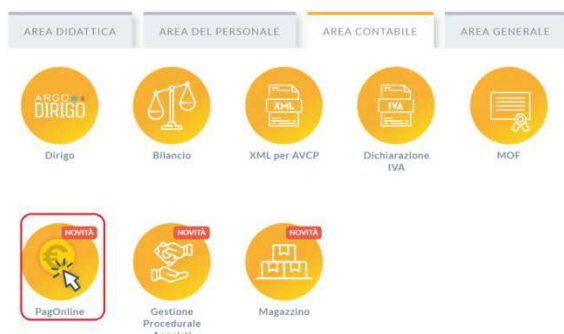 AREA DIDATTICA
AREA DEL PERSONALE
AREA CONTABILE
AREA GENERALE
ARGO
DIRIGO
XML
IVA
Dirigo
Bilancio
XML per AVCP
Dichiarazione
IVA
MOF
NOVITÀ
NOVITÀ
NOVITÀ
€
PagOnline
Gestione
Procedurale
Magazzino